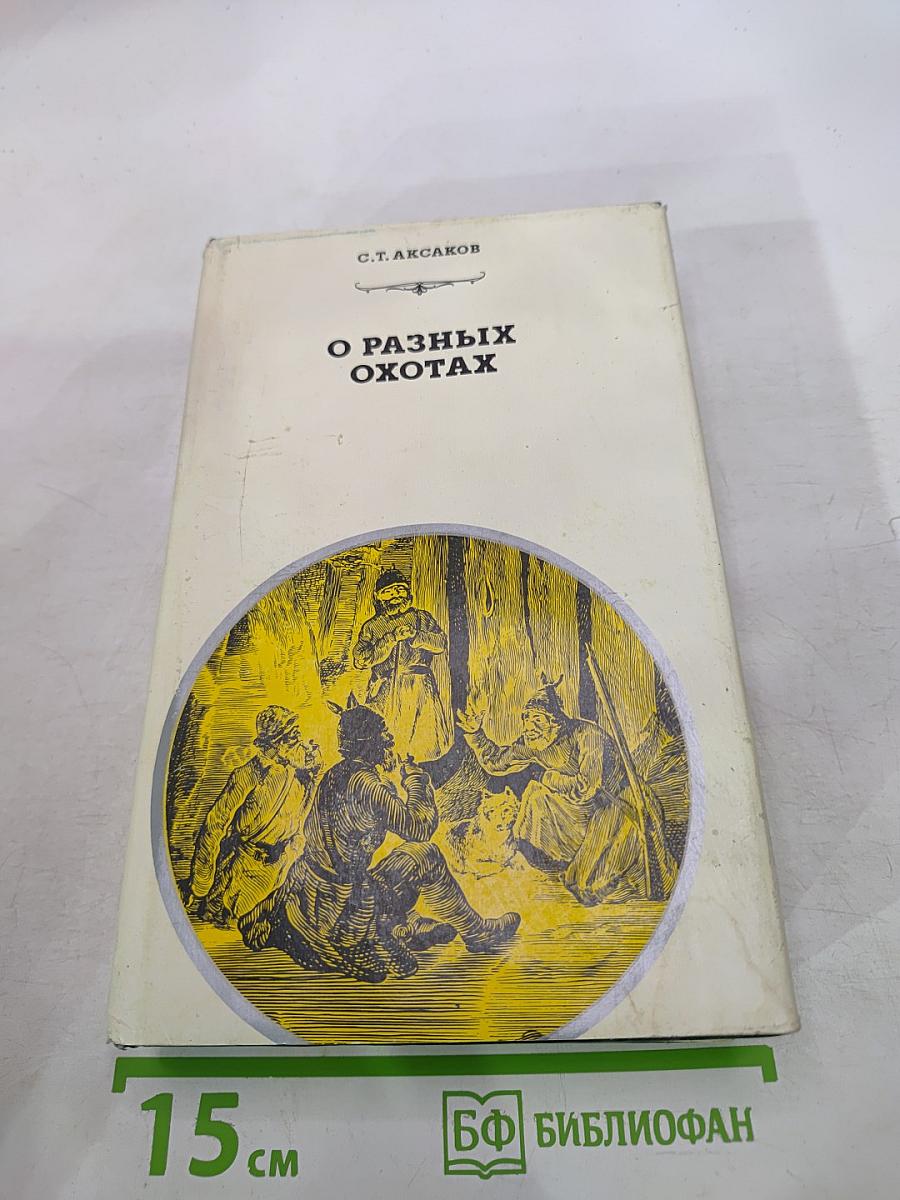 С.Т. АКСАКОВ
О РАЗНЫХ
ОХОТАХ
15 см
БФ БИБЛИОФАН